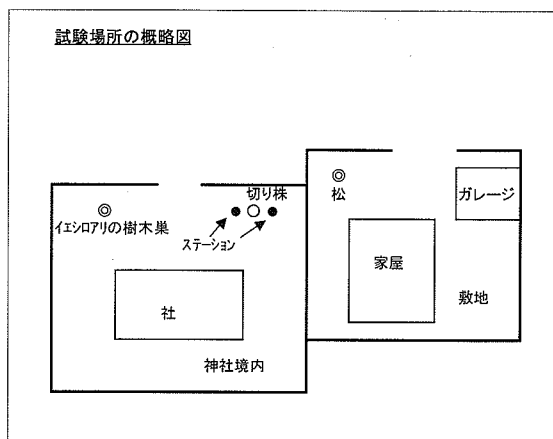 試験場所の概略図
切り株
松
ガレージ
イエシロアリの樹木巣
ステーション
家屋
社
敷地
神社境内